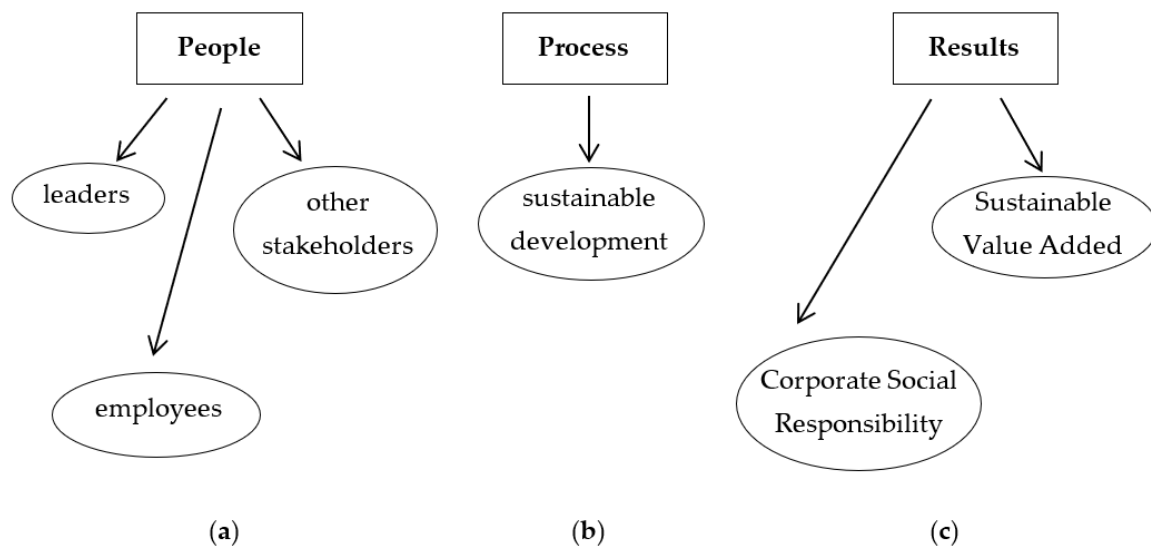 People
Process
Results
leaders
other
stakeholders
employees
sustainable
development
Sustainable
Value Added
Corporate Social
Responsibility
(a)
(b)
(c)